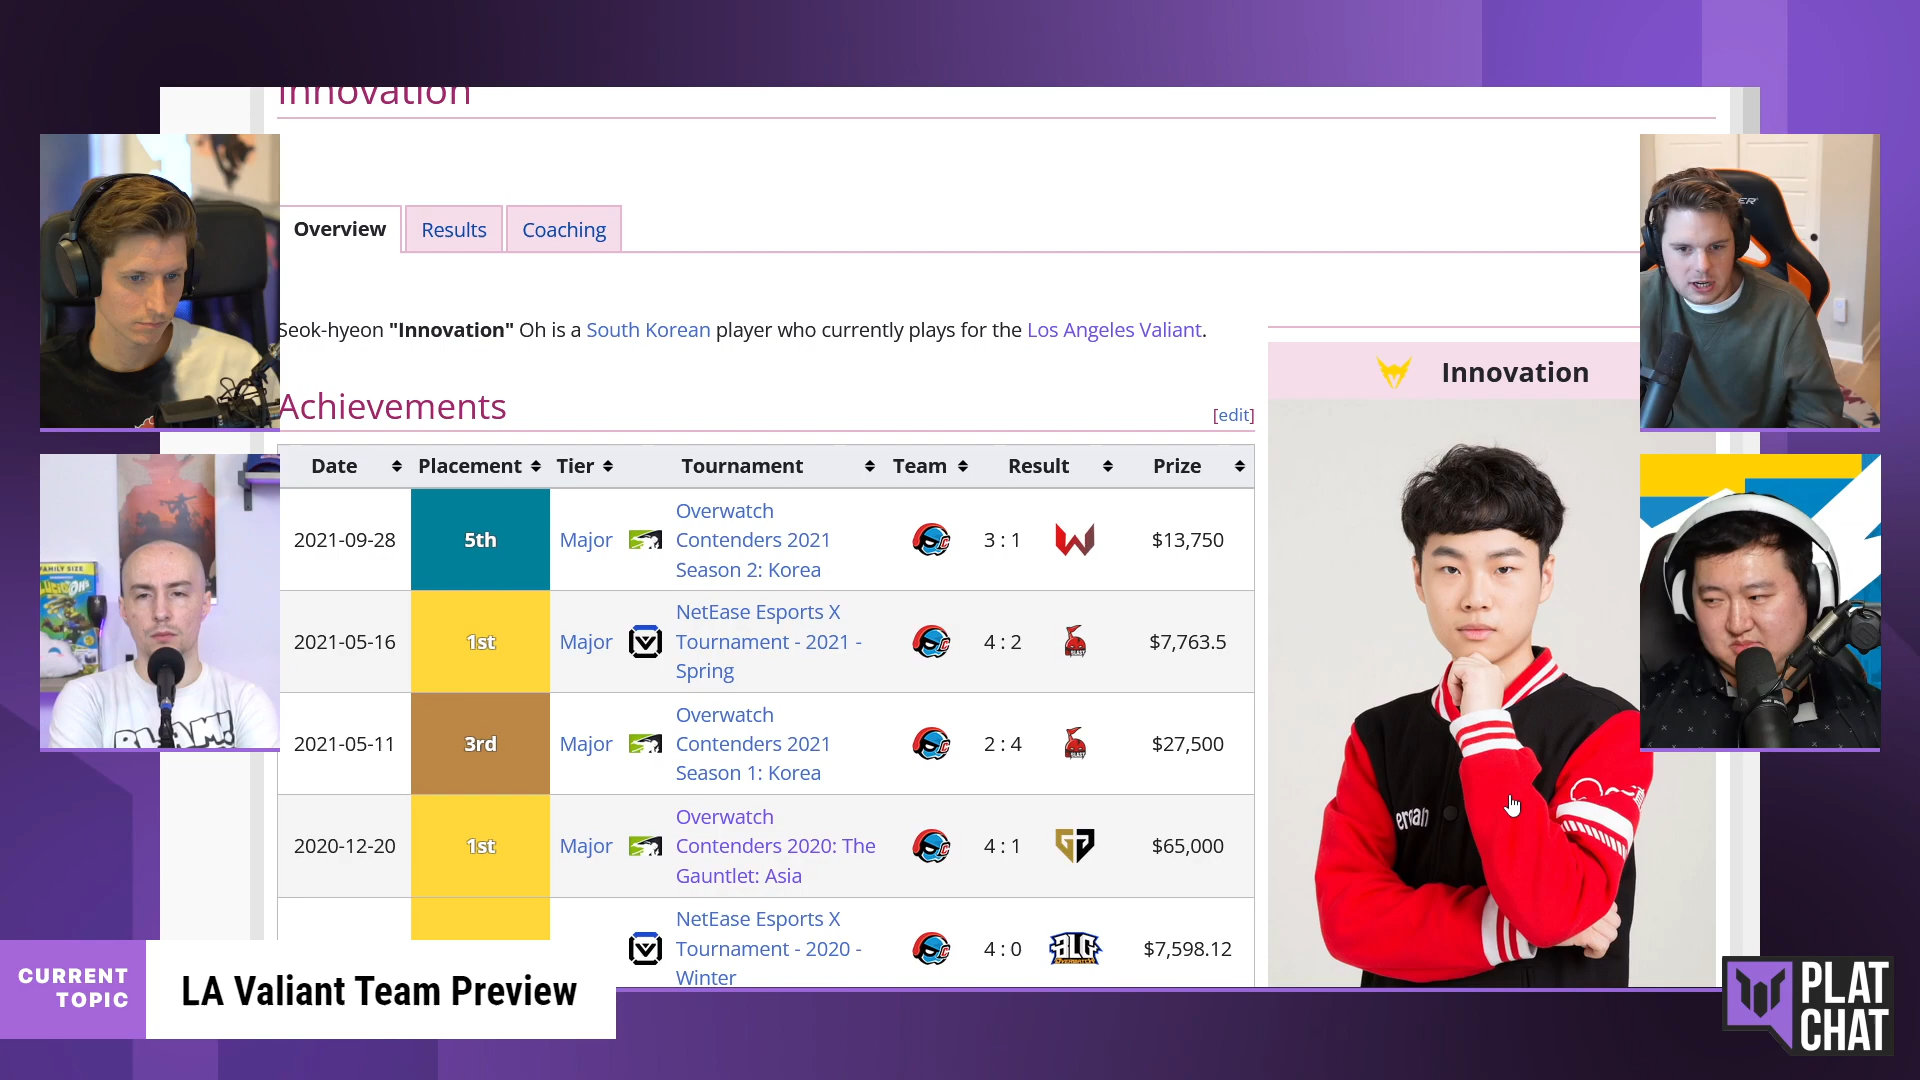 Innovation
Overview
Results
Coaching
Seok-hyeon "Innovation" Oh is a South Korean player who currently plays for the Los Angeles Valiant.
Innovation
Achievements
[edit]
Date Placement Tier Tournament Team Result Prize
2021-09-28 5th Major Overwatch Contenders 2021 Season 2: Korea 3 : 1 $13,750
2021-05-16 1st Major NetEase Esports X Tournament - 2021 - Spring 4 : 2 $7,763.5
2021-05-11 3rd Major Overwatch Contenders 2021 Season 1: Korea 2 : 4 $27,500
2020-12-20 1st Major Overwatch Contenders 2020: The Gauntlet: Asia 4 : 1 GG $65,000
NetEase Esports X Tournament - 2020 - Winter 4 : 0 BLG $7,598.12
FAMILY SIZE
BLAM!
CURRENT
TOPIC
LA Valiant Team Preview
PLAT
CHAT